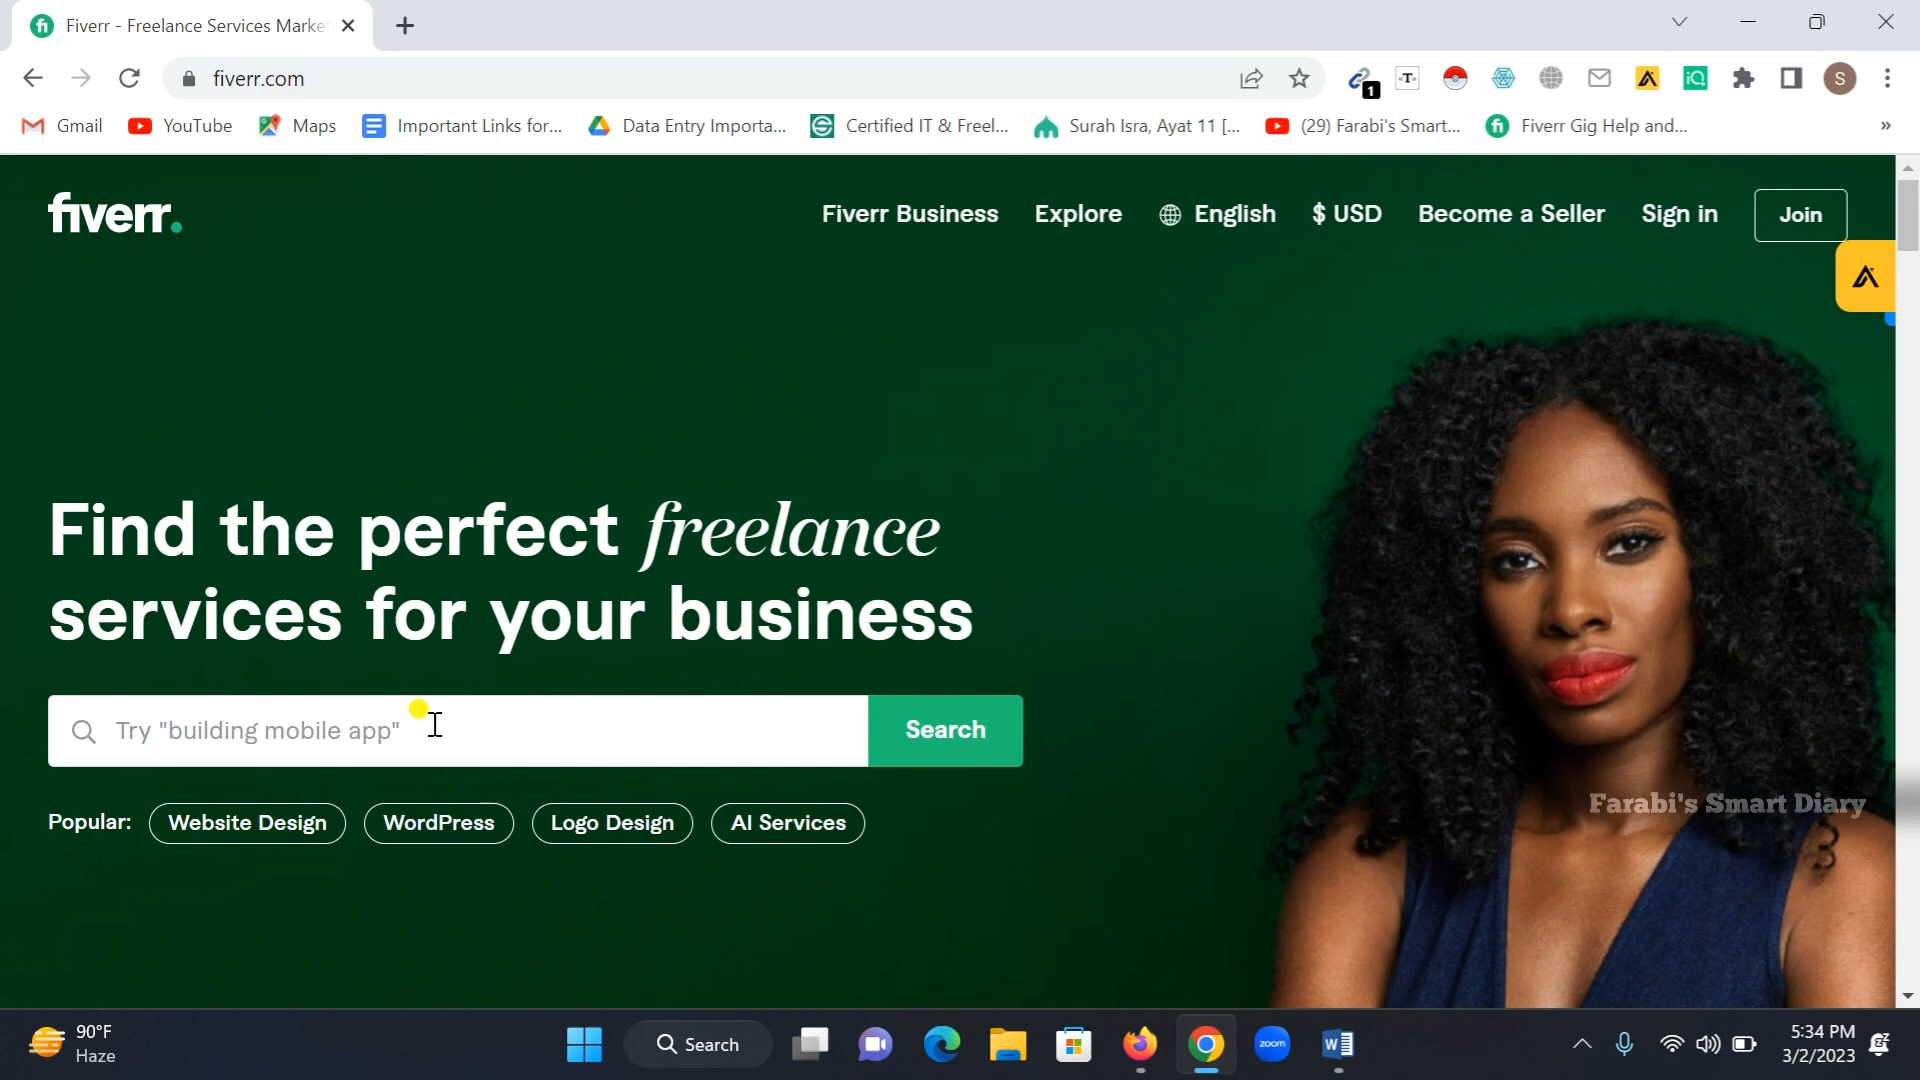 Fiverr - Freelance Services Marke
fiverr.com
1
T
iQ
S
Gmail
YouTube
Maps
Important Links for...
Data Entry Importa...
Certified IT & Freel...
Surah Isra, Ayat 11 [...
(29) Farabi's Smart...
Fiverr Gig Help and...
»
fiverr.
Fiverr Business
Explore
English
$ USD
Become a Seller
Sign in
Join
Find the perfect freelance
services for your business
Try "building mobile app"
Search
Farabi's Smart Diary
Popular:
Website Design
WordPress
Logo Design
AI Services
90°F
Haze
Search
zoom
W
5:34 PM
3/2/2023